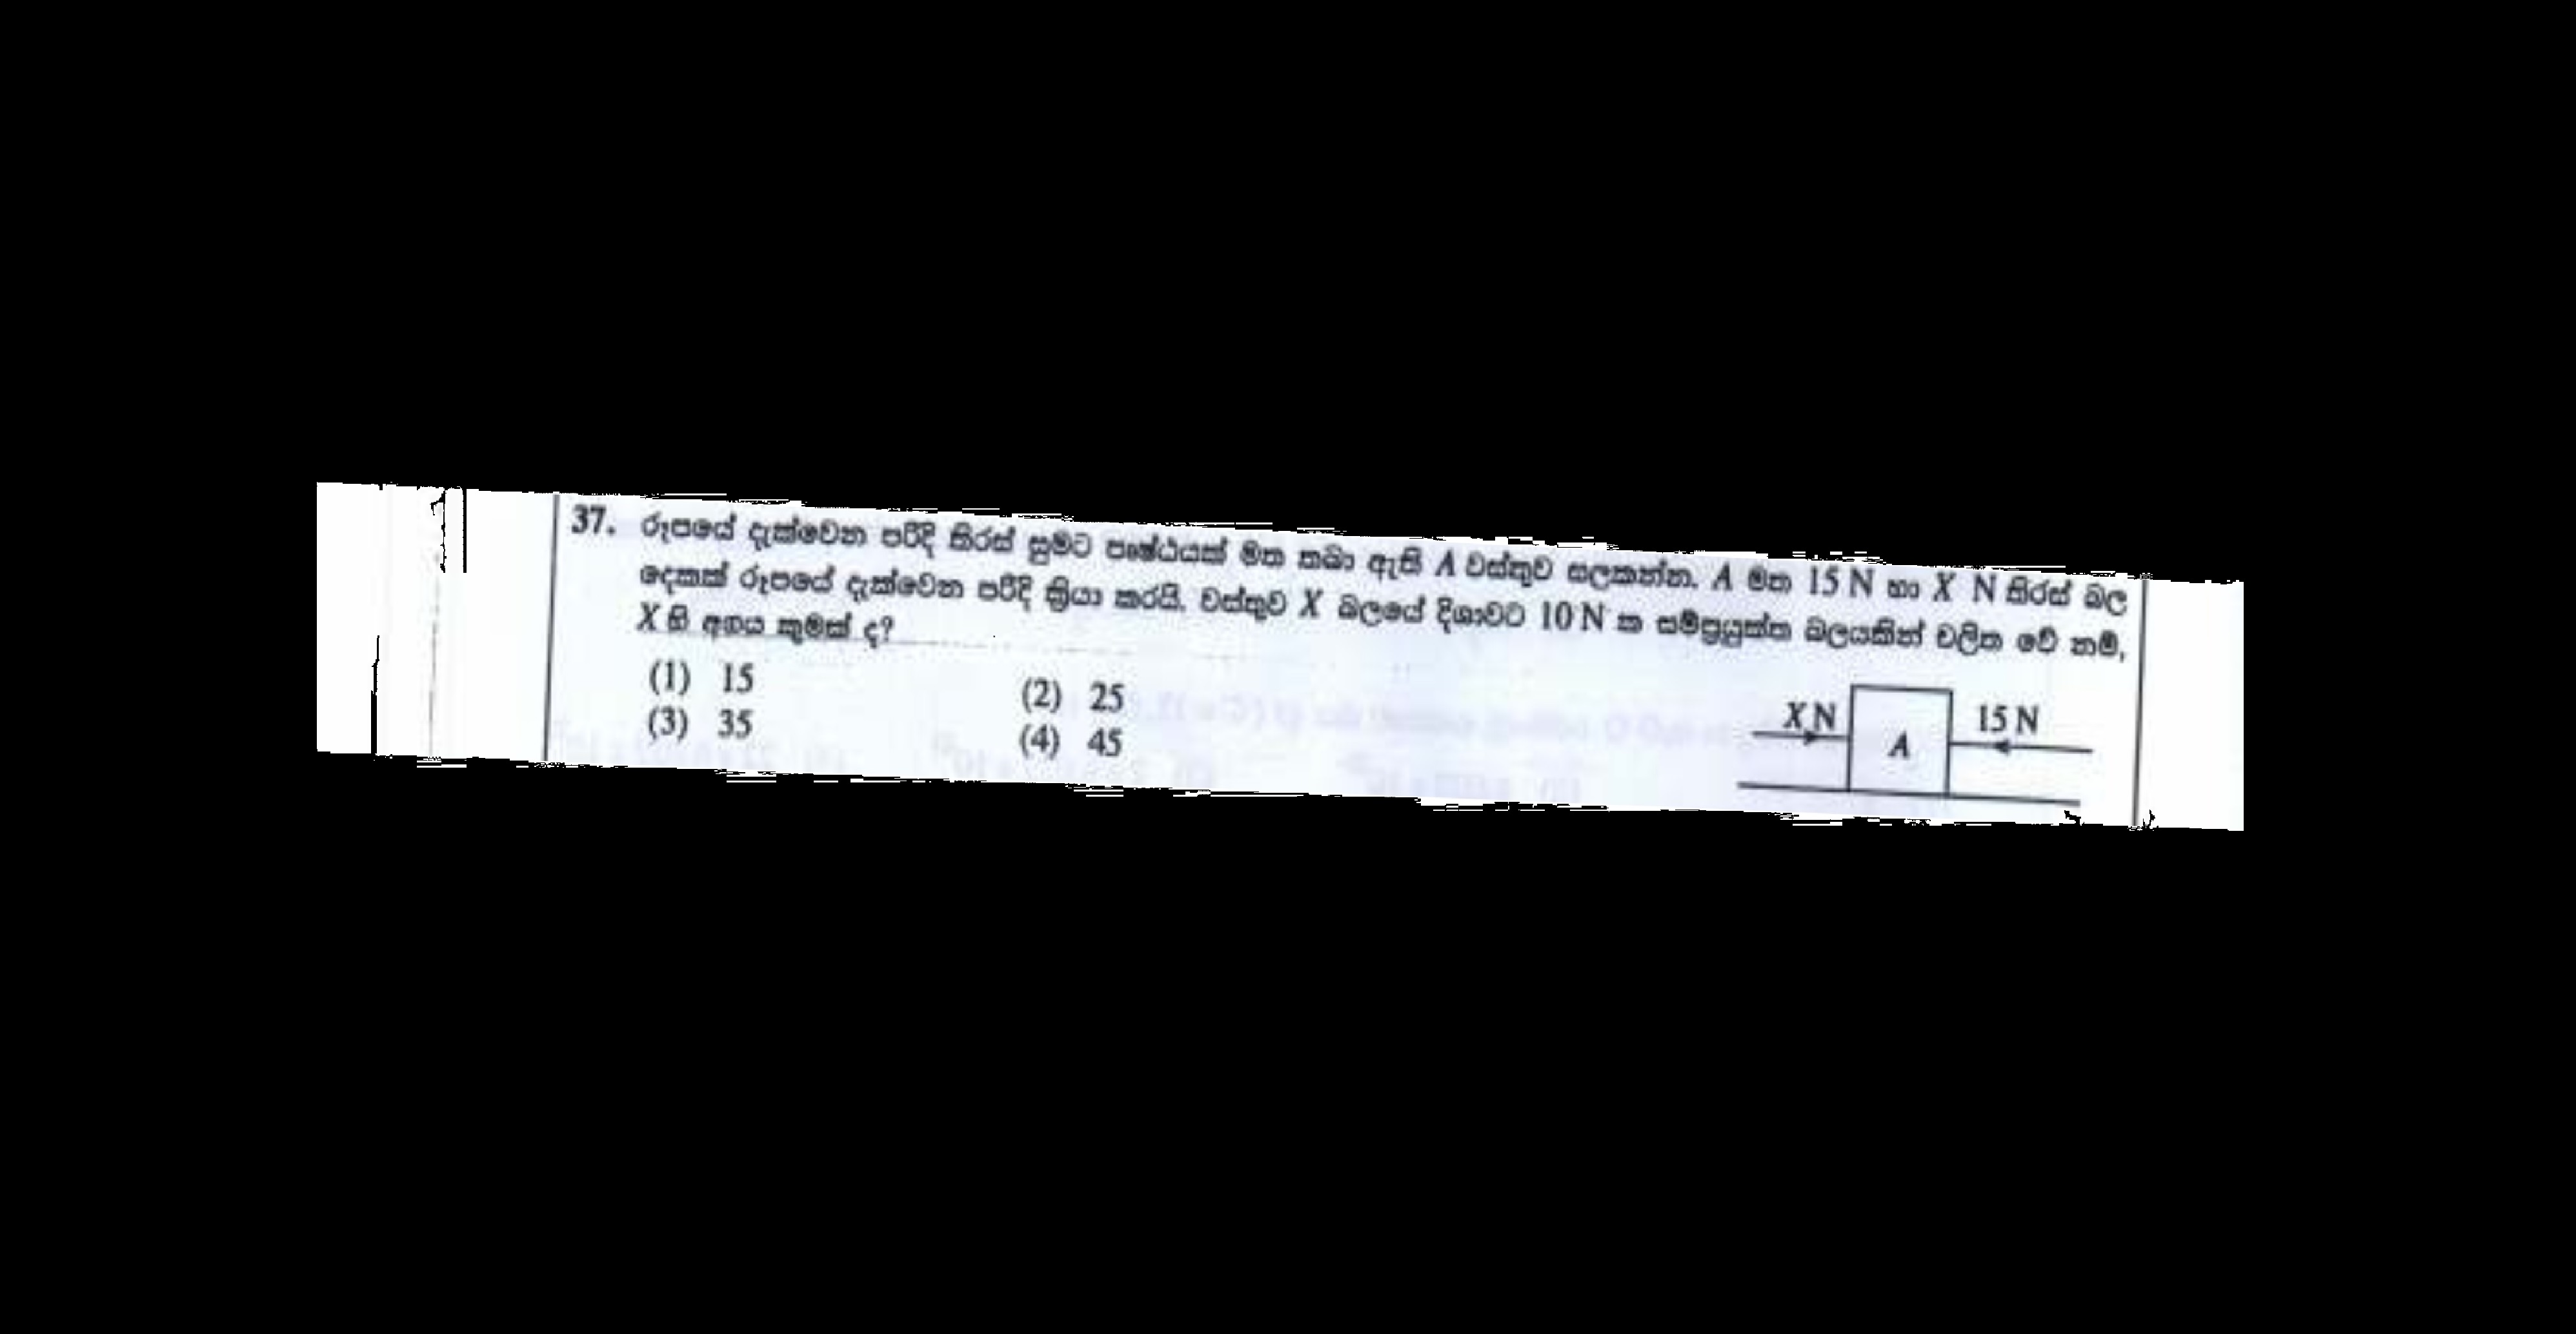 37. රූපයේ දැක්වෙන පරිදි තිරස් සුමට පෘෂ්ඨයක් මත තබා ඇති A වස්තුව සලකන්න. A මත 15 N හා X N තිරස් බල
දෙකක් රූපයේ දැක්වෙන පරිදි ක්‍රියා කරයි. වස්තුව X බලයේ දිශාවට 10 N ක සම්ප්‍රයුක්ත බලයකින් චලිත වේ නම්,
X හි අගය කුමක් ද?
(1) 15 (2) 25
(3) 35 (4) 45
X N A 15 N